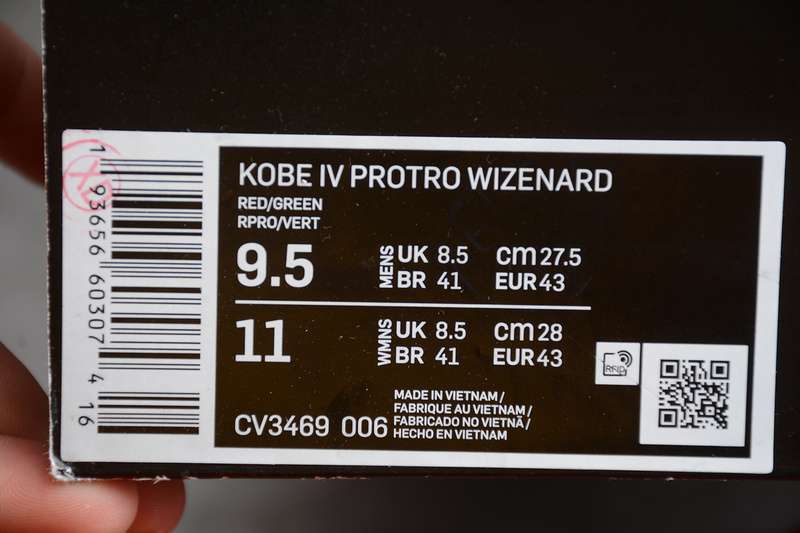 1 93656 60307 4 16
KOBE IV PROTRO WIZENARD
RED/GREEN
RPRO/VERT
9.5 MENS UK 8.5 cm 27.5
BR 41 EUR 43
11 WMNS UK 8.5 cm 28
BR 41 EUR 43
RFID
CV3469 006
MADE IN VIETNAM /
FABRIQUE AU VIETNAM /
FABRICADO NO VIETNÃ /
HECHO EN VIETNAM